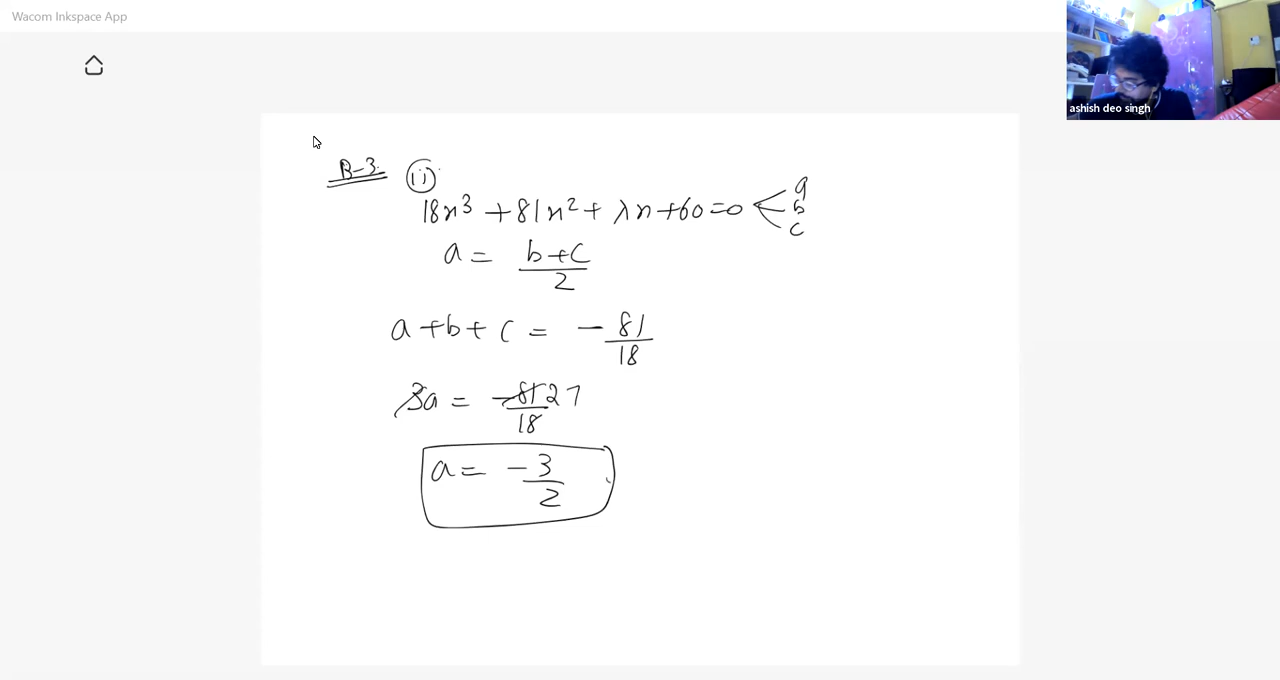 Wacom Inkspace App
ashish deo singh
B-3. (ii)
18x³ + 81x² + λx + 60 = 0 < a b c
a = b+c/2
a + b + c = -81/18
3a = -81/18 27
a = -3/2